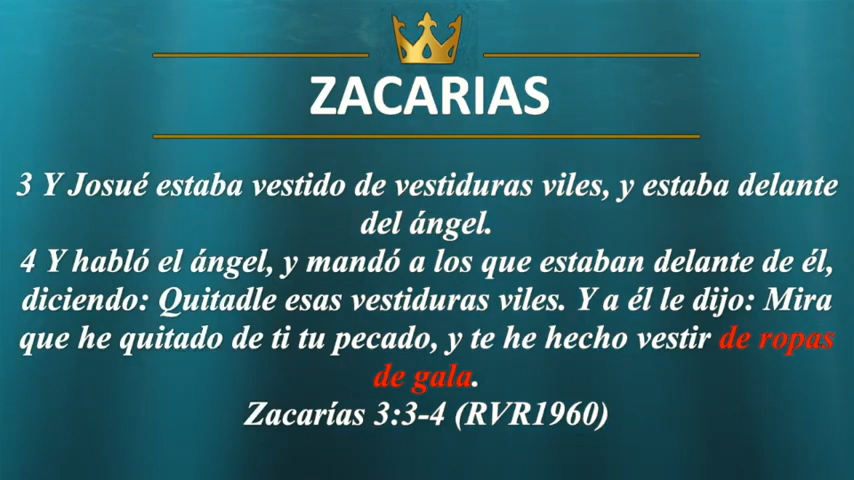 ZACARIAS
3 Y Josué estaba vestido de vestiduras viles, y estaba delante
del ángel.
4 Y habló el ángel, y mandó a los que estaban delante de él,
diciendo: Quitadle esas vestiduras viles. Y a él le dijo: Mira
que he quitado de ti tu pecado, y te he hecho vestir de ropas
de gala.
Zacarías 3:3-4 (RVR1960)